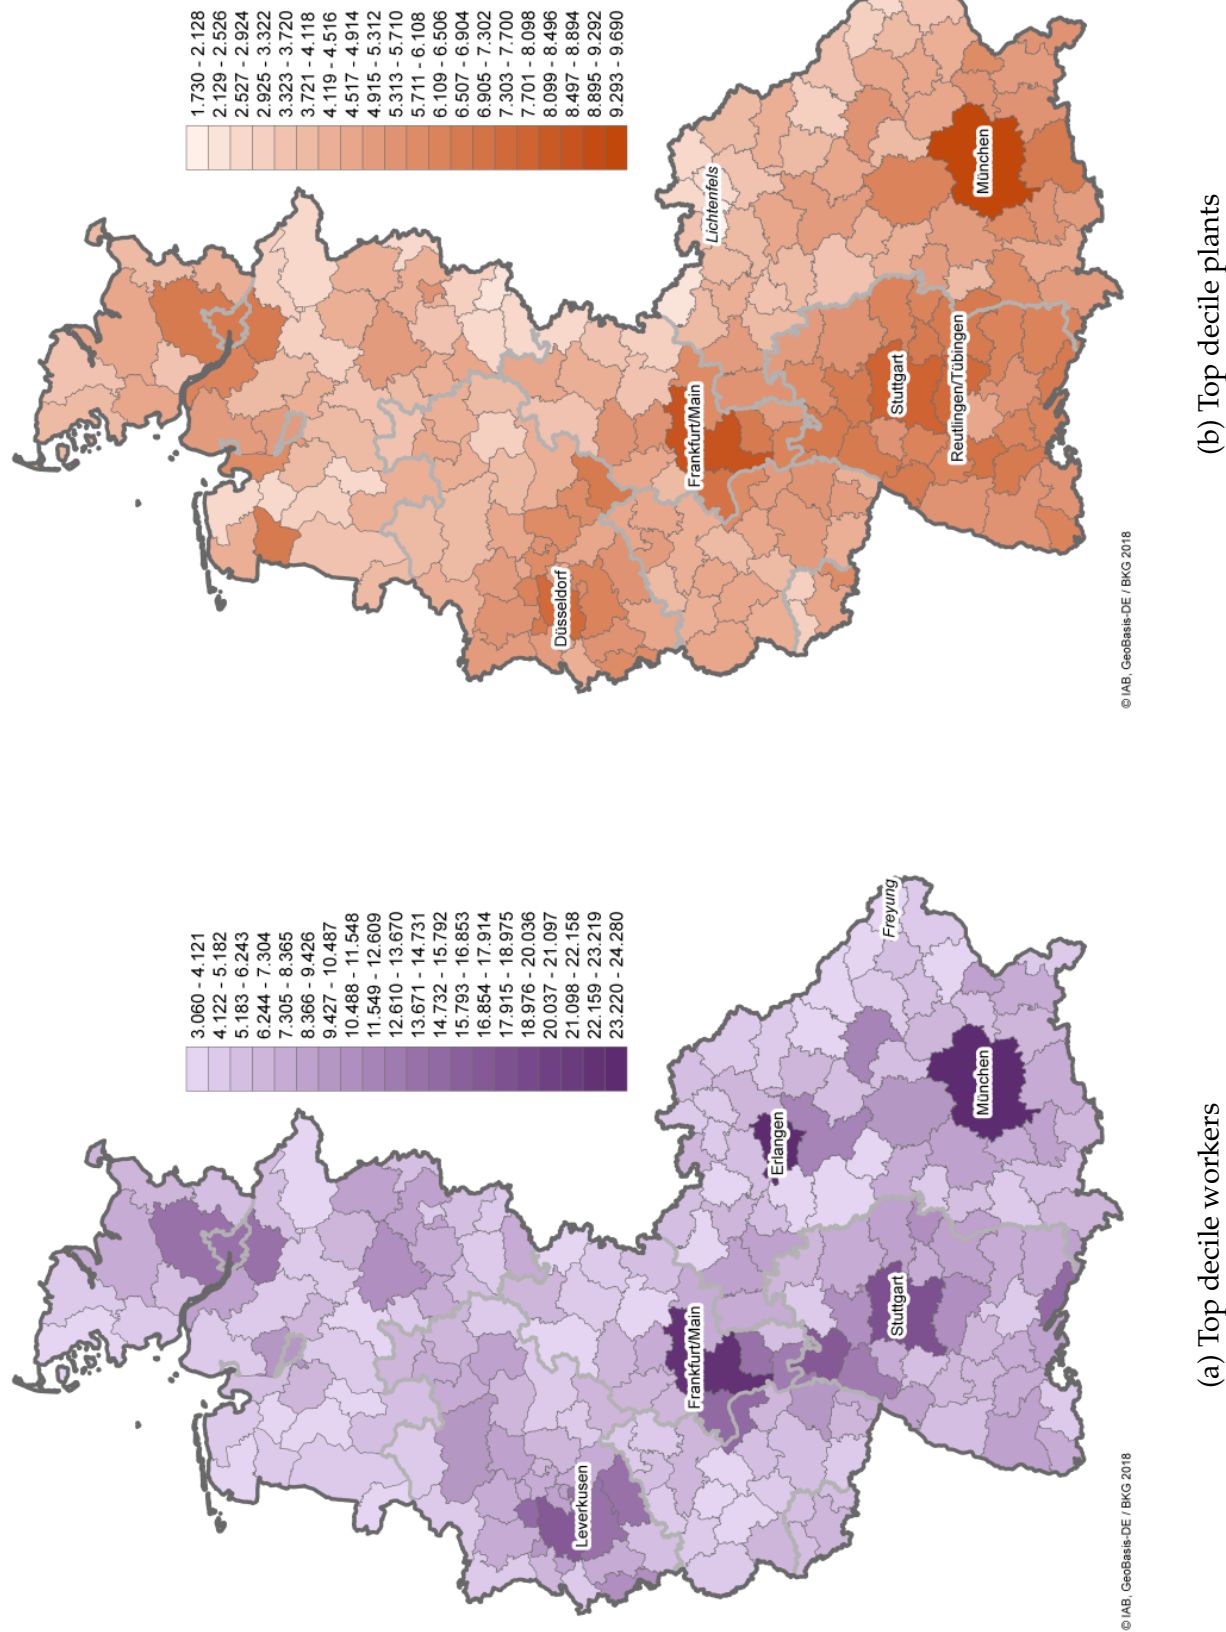 3.060 - 4.121
4.122 - 5.182
5.183 - 6.243
6.244 - 7.304
7.305 - 8.365
8.366 - 9.426
9.427 - 10.487
10.488 - 11.548
11.549 - 12.609
12.610 - 13.670
13.671 - 14.731
14.732 - 15.792
15.793 - 16.853
16.854 - 17.914
17.915 - 18.975
18.976 - 20.036
20.037 - 21.097
21.098 - 22.158
22.159 - 23.219
23.220 - 24.280
Leverkusen
Frankfurt/Main
Erlangen
Freyung
Stuttgart
München
© IAB, GeoBasis-DE / BKG 2018
(a) Top decile workers
1.730 - 2.128
2.129 - 2.526
2.527 - 2.924
2.925 - 3.322
3.323 - 3.720
3.721 - 4.118
4.119 - 4.516
4.517 - 4.914
4.915 - 5.312
5.313 - 5.710
5.711 - 6.108
6.109 - 6.506
6.507 - 6.904
6.905 - 7.302
7.303 - 7.700
7.701 - 8.098
8.099 - 8.496
8.497 - 8.894
8.895 - 9.292
9.293 - 9.690
Düsseldorf
Frankfurt/Main
Lichtenfels
Stuttgart
Reutlingen/Tübingen
München
© IAB, GeoBasis-DE / BKG 2018
(b) Top decile plants